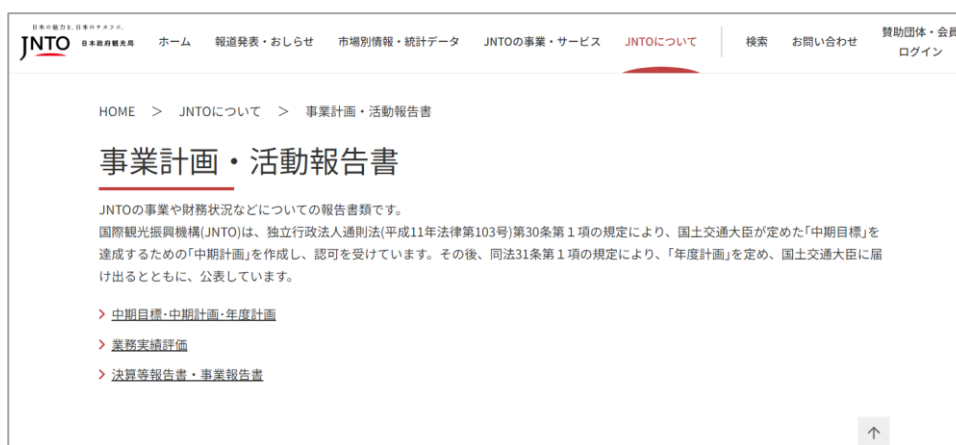 日本の魅力を、日本のチカラに。
JNTO 日本政府観光局
ホーム 報道発表・おしらせ 市場別情報・統計データ JNTOの事業・サービス JNTOについて 検索 お問い合わせ 賛助団体・会員
ログイン
HOME > JNTOについて > 事業計画・活動報告書
事業計画・活動報告書
JNTOの事業や財務状況などについての報告書類です。
国際観光振興機構(JNTO)は、独立行政法人通則法(平成11年法律第103号)第30条第１項の規定により、国土交通大臣が定めた「中期目標」を
達成するための「中期計画」を作成し、認可を受けています。その後、同法31条第１項の規定により、「年度計画」を定め、国土交通大臣に届
け出るとともに、公表しています。
中期目標･中期計画･年度計画
業務実績評価
決算等報告書・事業報告書